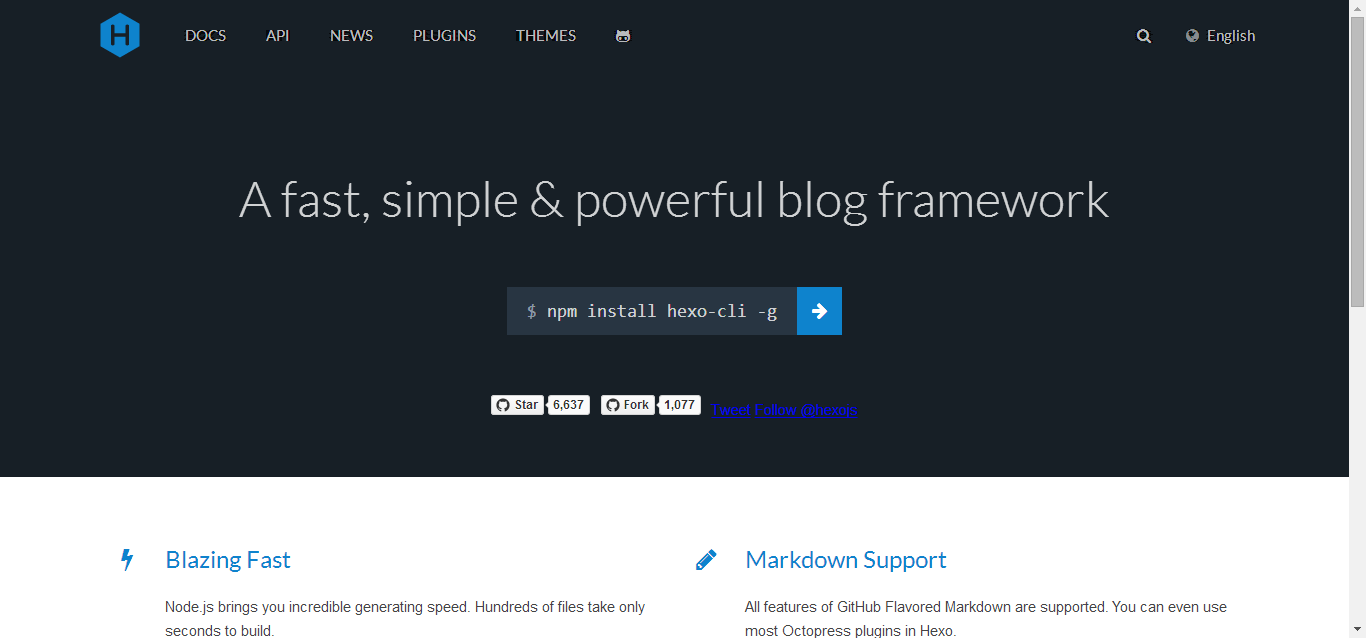 H DOCS API NEWS PLUGINS THEMES English
A fast, simple & powerful blog framework
$ npm install hexo-cli -g
Star 6,637 Fork 1,077 Tweet Follow @hexojs
Blazing Fast
Node.js brings you incredible generating speed. Hundreds of files take only
seconds to build.
Markdown Support
All features of GitHub Flavored Markdown are supported. You can even use
most Octopress plugins in Hexo.